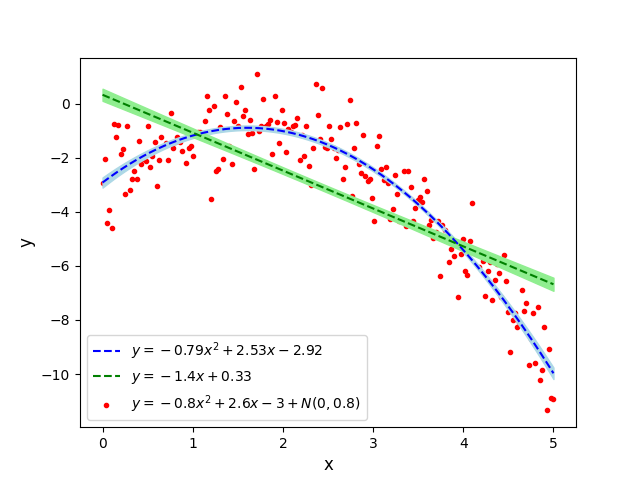 0
−2
−4
−6
−8
−10
y
y = −0.79x² + 2.53x − 2.92
y = −1.4x + 0.33
y = −0.8x² + 2.6x − 3 + N(0, 0.8)
0 1 2 3 4 5
x